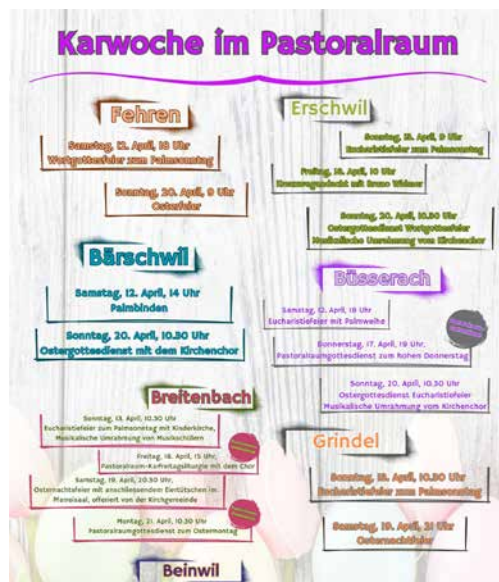 Karwoche im Pastoralraum
Fehren
Samstag, 12. April, 18 Uhr
Wortgottesfeier zum Palmsonntag
Sonntag, 20. April, 9 Uhr
Osterfeier
Bärschwil
Samstag, 12. April, 14 Uhr
Palmbinden
Sonntag, 20. April, 10.30 Uhr
Ostergottesdienst mit dem Kirchenchor
Breitenbach
Sonntag, 13. April, 10.30 Uhr
Eucharistiefeier zum Palmsonntag mit Kinderkirche,
Musikalische Umrahmung von Musikschülern
Freitag, 18. April, 15 Uhr
Pastoralraum-Karfreitagsliturgie mit dem Chor
Samstag, 19. April, 20.30 Uhr
Osternachtsfeier mit anschliessendem Eiertütschen im
offeriert von der Kirchgemeinde
Montag, 21. April, 10.30 Uhr
Pastoralraumgottesdienst zum Ostermontag
Beinwil
Erschwil
Sonntag, 13. April, 9 Uhr
Eucharistiefeier zum Palmsonntag
Freitag, 18. April, 10 Uhr
Kreuzwegandacht mit Bruno
Sonntag, 20. April, 10.30 Uhr
Ostergottesdienst Wortgottesfeier
Musikalische Umrahmung vom Kirchenchor
Büsserach
Samstag, 12. April, 18 Uhr
Eucharistiefeier mit Palmweihe
Donnerstag, 17. April, 19 Uhr,
Pastoralraumgottesdienst zum hohen Donnerstag
Sonntag, 20. April, 10.30 Uhr
Ostergottesdienst Eucharistiefeier
Musikalische Umrahmung vom Kirchenchor
Grindel
Sonntag, 13. April, 10.30 Uhr
Eucharistiefeier zum Palmsonntag
Samstag, 19. April, 21 Uhr
Osternachtfeier